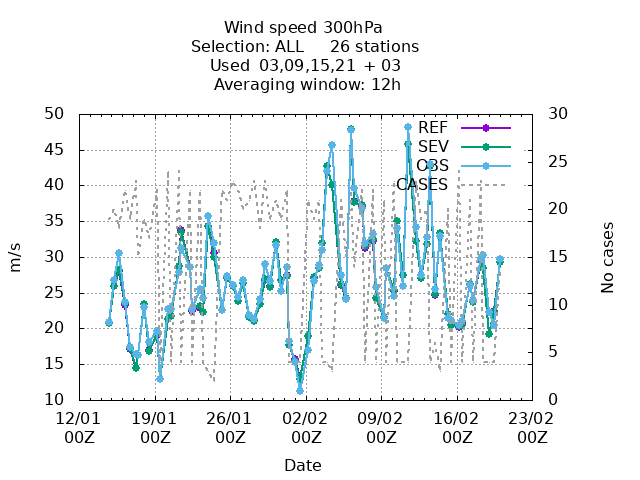 Wind speed 300hPa
Selection: ALL     26 stations
Used 03,09,15,21 + 03
Averaging window: 12h
50
45
40
35
30
25
20
15
10
m/s
30
25
20
15
10
5
0
No cases
REF
SEV
OBS
CASES
12/01 19/01 26/01 02/02 09/02 16/02 23/02
00Z 00Z 00Z 00Z 00Z 00Z 00Z
Date